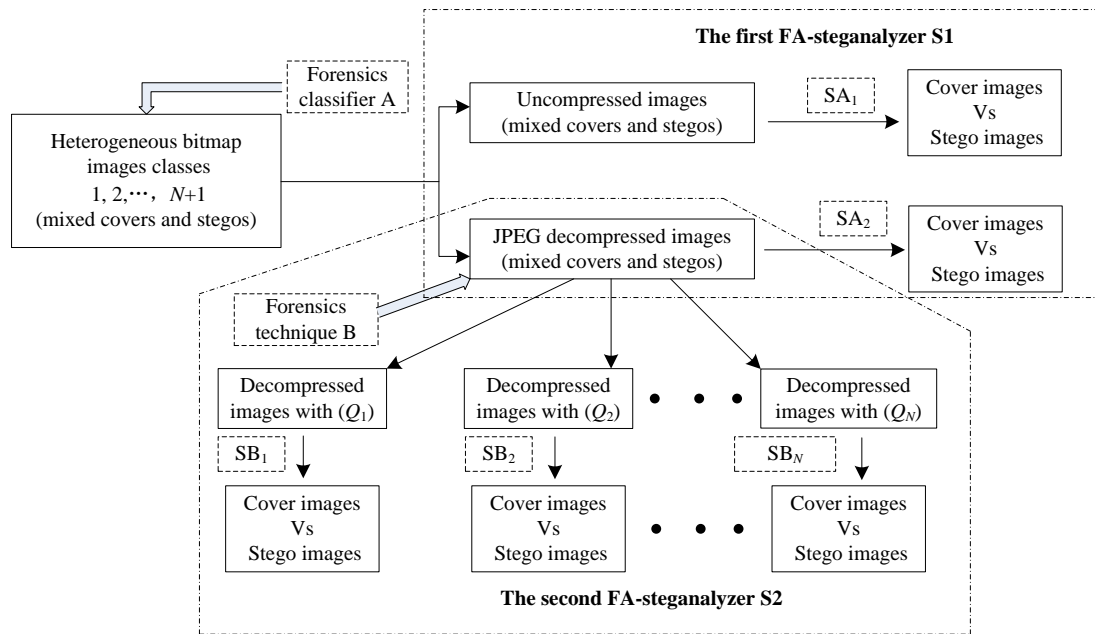 The first FA-steganalyzer S1
Forensics
classifier A
Heterogeneous bitmap
images classes
1, 2,⋯, N+1
(mixed covers and stegos)
Uncompressed images
(mixed covers and stegos)
SA₁
Cover images
Vs
Stego images
JPEG decompressed images
(mixed covers and stegos)
SA₂
Cover images
Vs
Stego images
Forensics
technique B
Decompressed
images with (Q₁)
Decompressed
images with (Q₂)
• • •
Decompressed
images with (Q_N)
SB₁
SB₂
SB_N
Cover images
Vs
Stego images
Cover images
Vs
Stego images
• • •
Cover images
Vs
Stego images
The second FA-steganalyzer S2